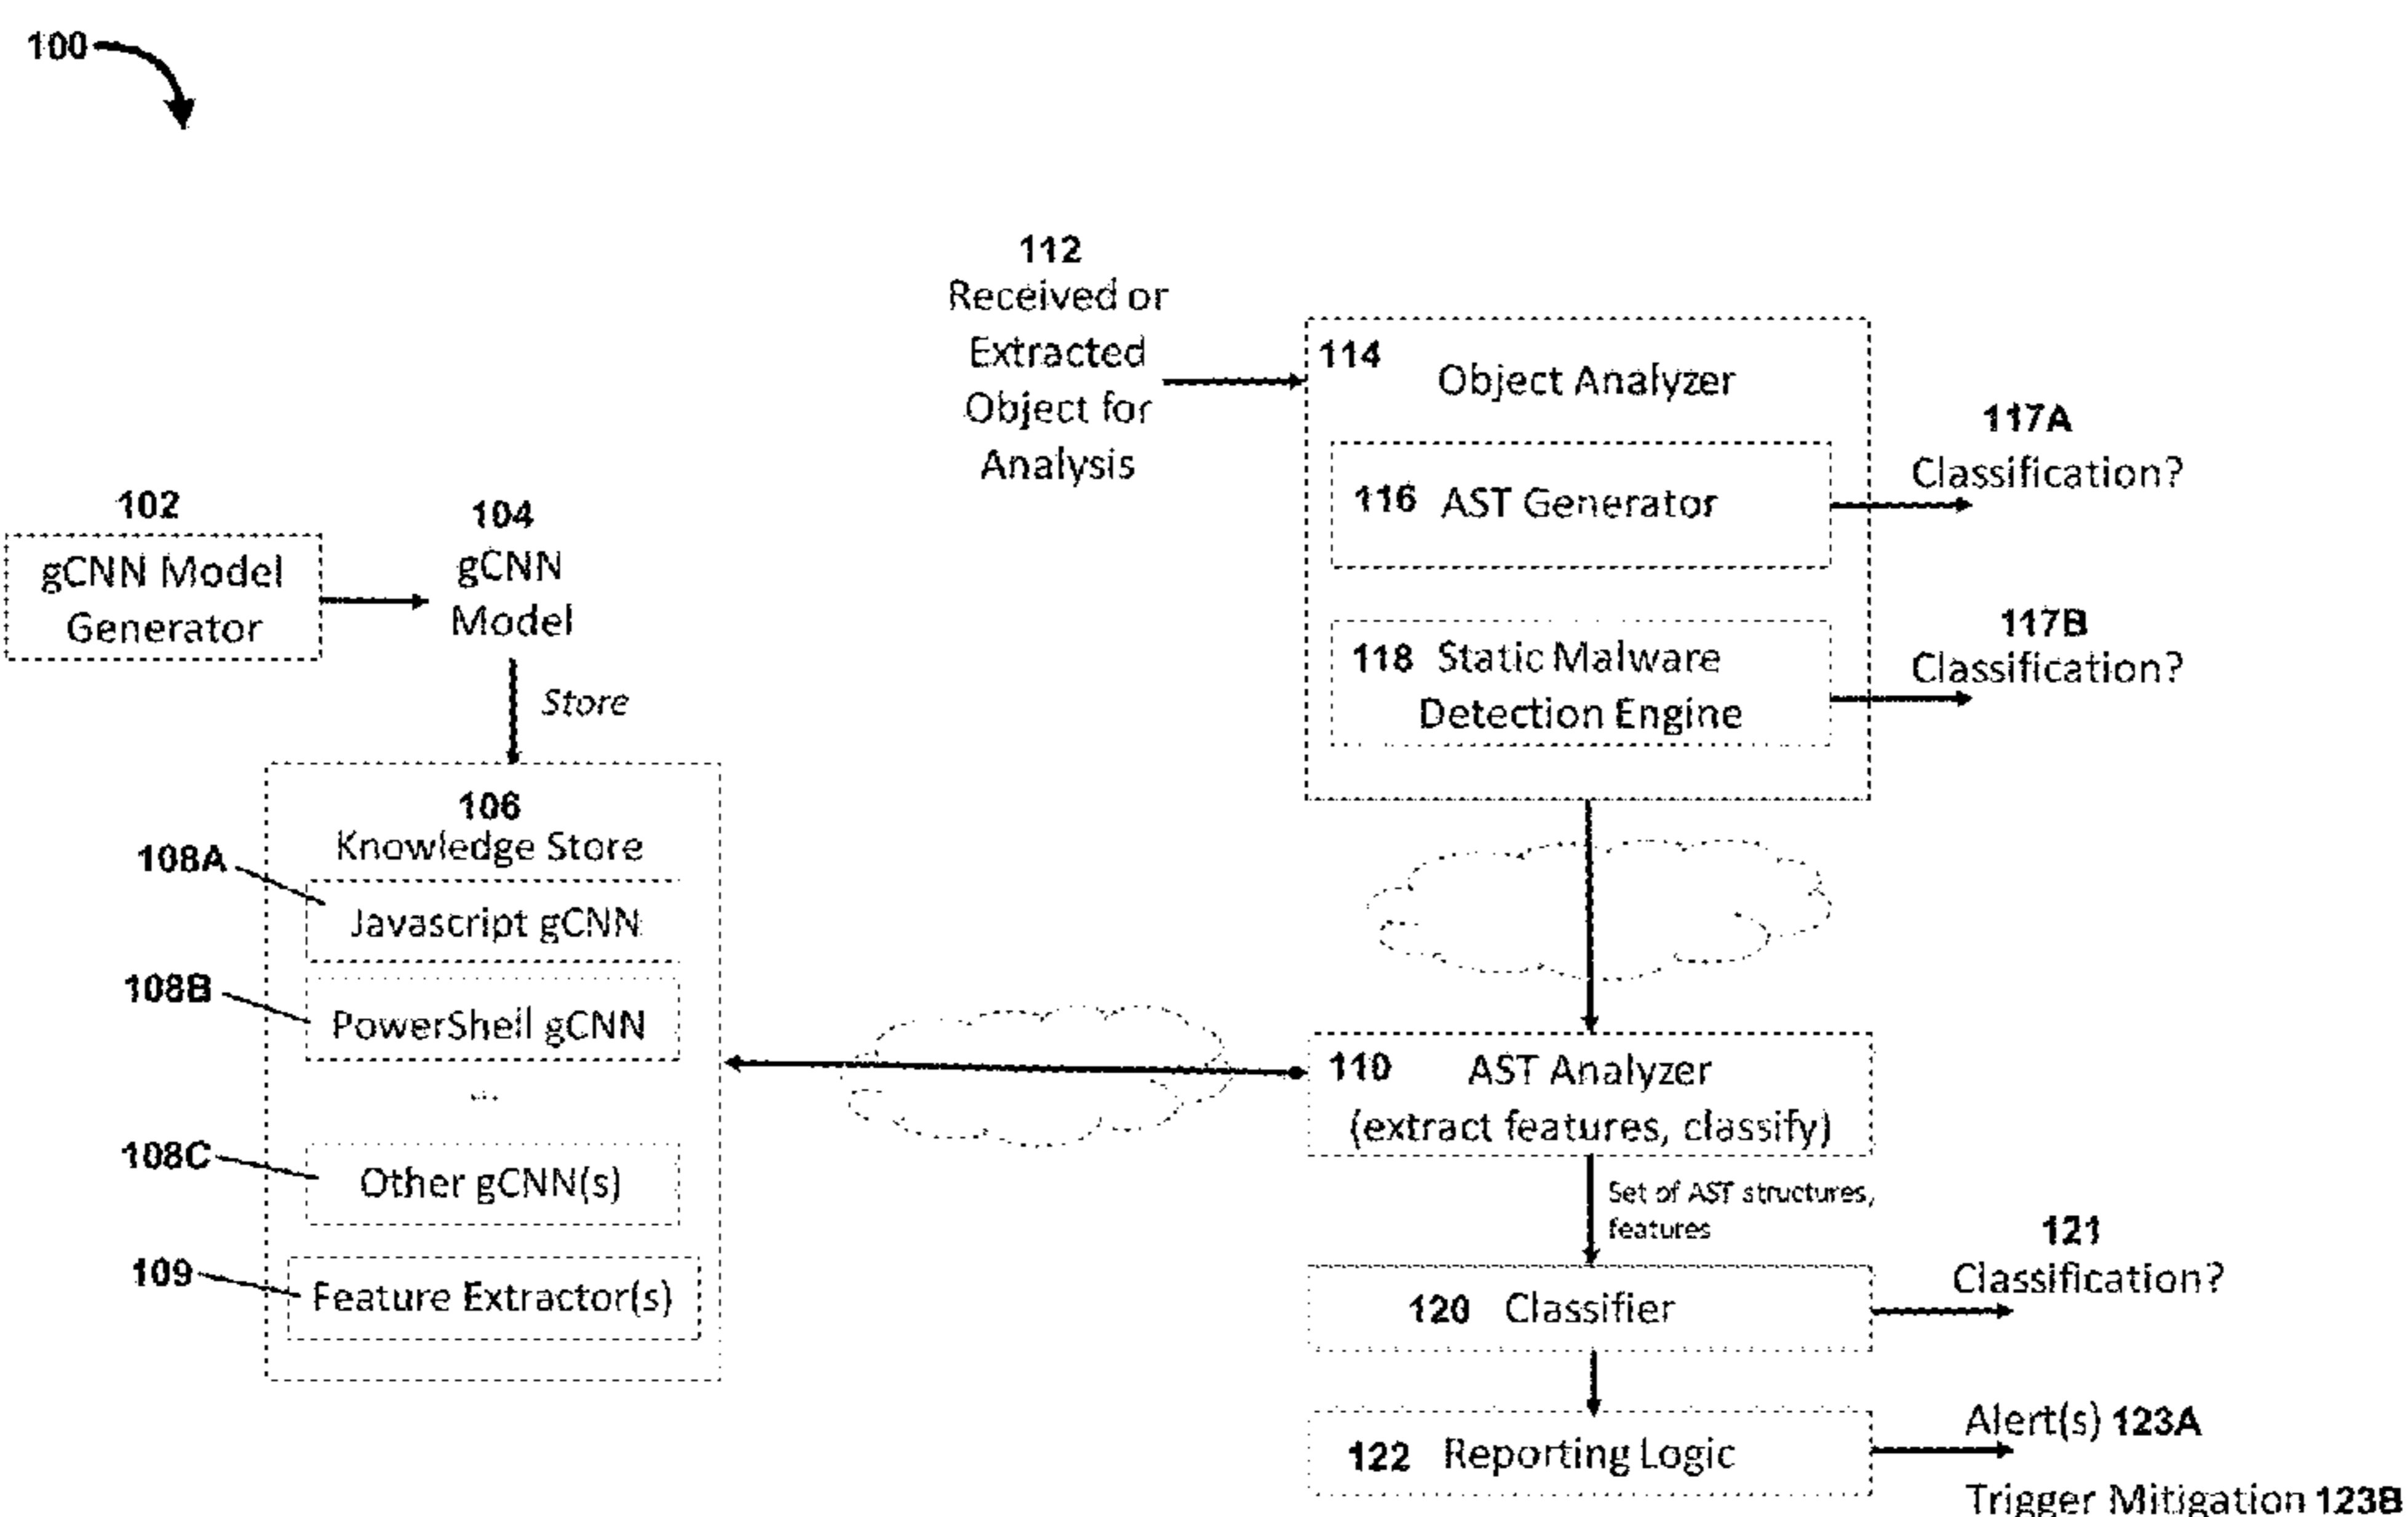 100
112
Received or
Extracted
Object for
Analysis
114
Object Analyzer
116 AST Generator
117A
Classification?
118 Static Malware
Detection Engine
117B
Classification?
102
gCNN Model
Generator
104
gCNN
Model
Store
106
Knowledge Store
108A
Javascript gCNN
108B
PowerShell gCNN
...
108C
Other gCNN(s)
109
Feature Extractor(s)
110 AST Analyzer
(extract features, classify)
Set of AST structures,
features
120 Classifier
121
Classification?
122 Reporting Logic
Alert(s) 123A
Trigger Mitigation 123B